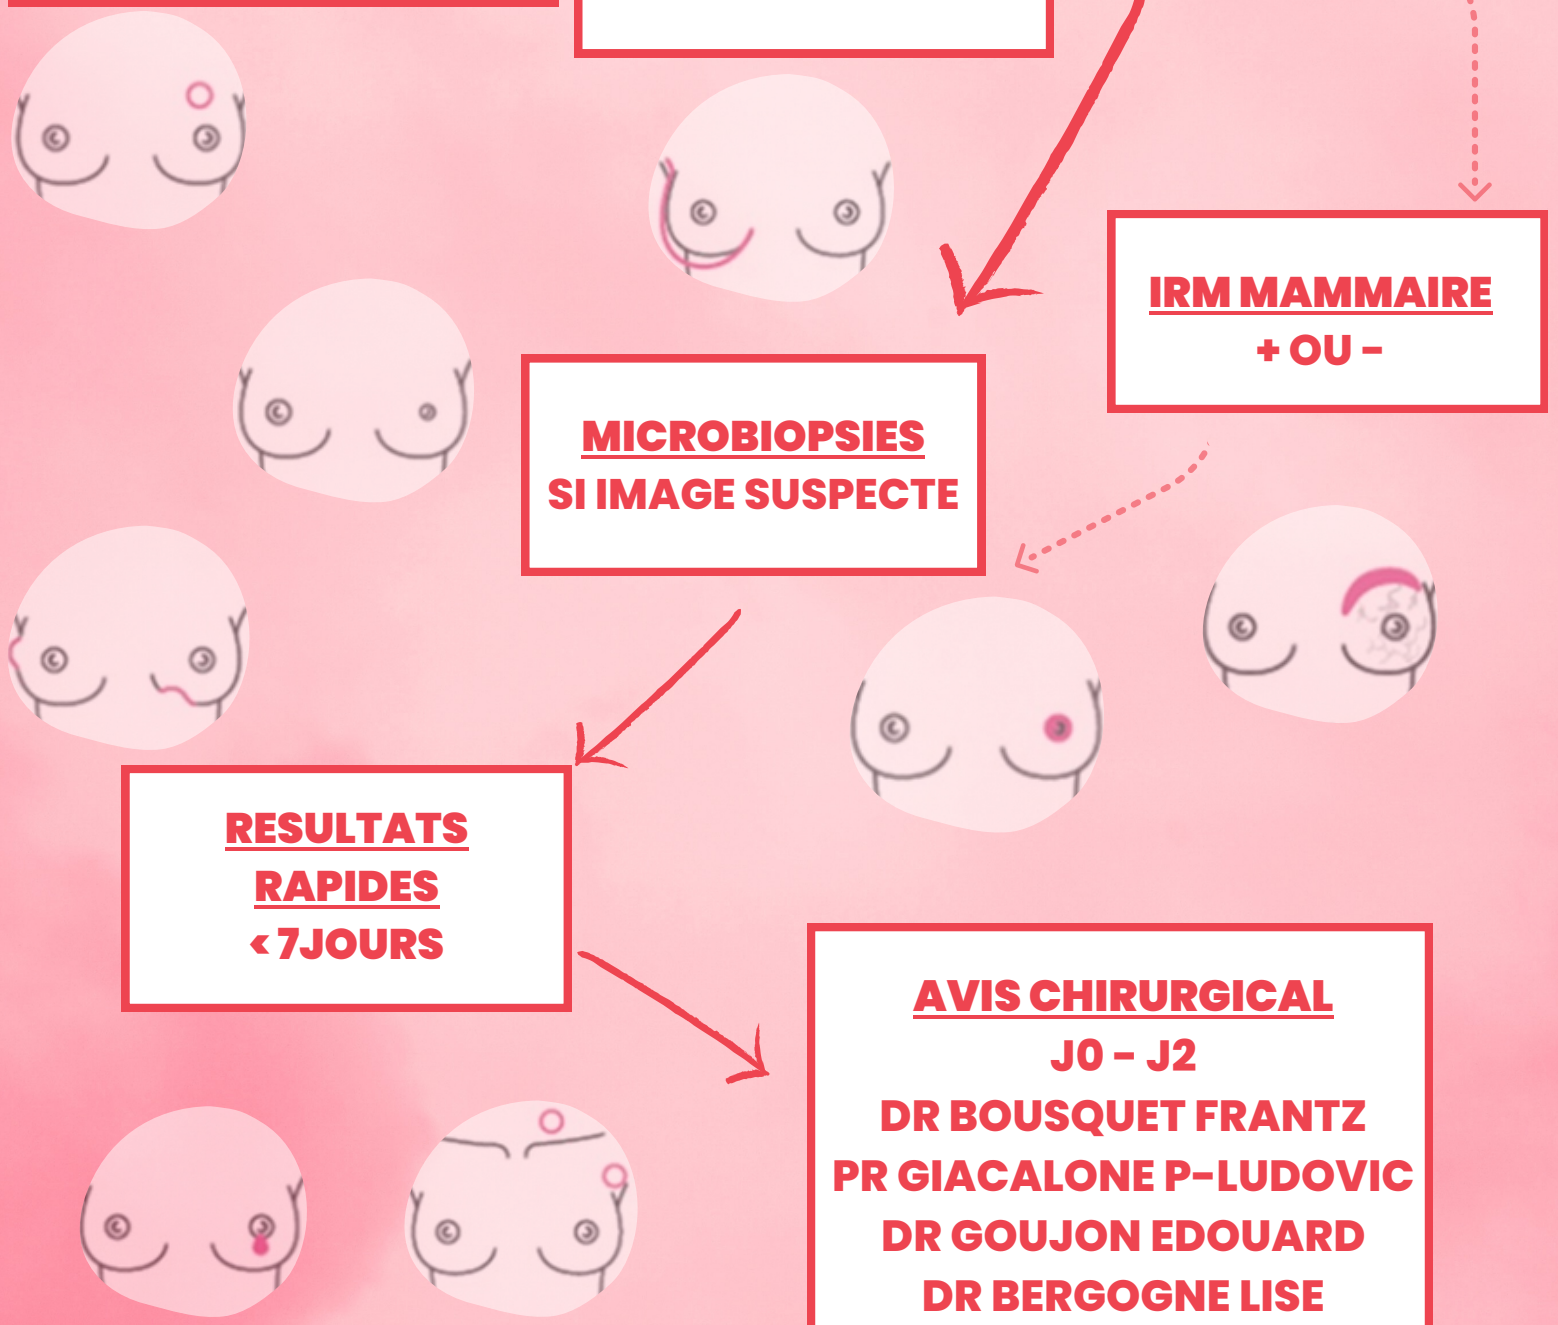 IRM MAMMAIRE
+ OU -
MICROBIOPSIES
SI IMAGE SUSPECTE
RESULTATS
RAPIDES
< 7JOURS
AVIS CHIRURGICAL
J0 - J2
DR BOUSQUET FRANTZ
PR GIACALONE P-LUDOVIC
DR GOUJON EDOUARD
DR BERGOGNE LISE